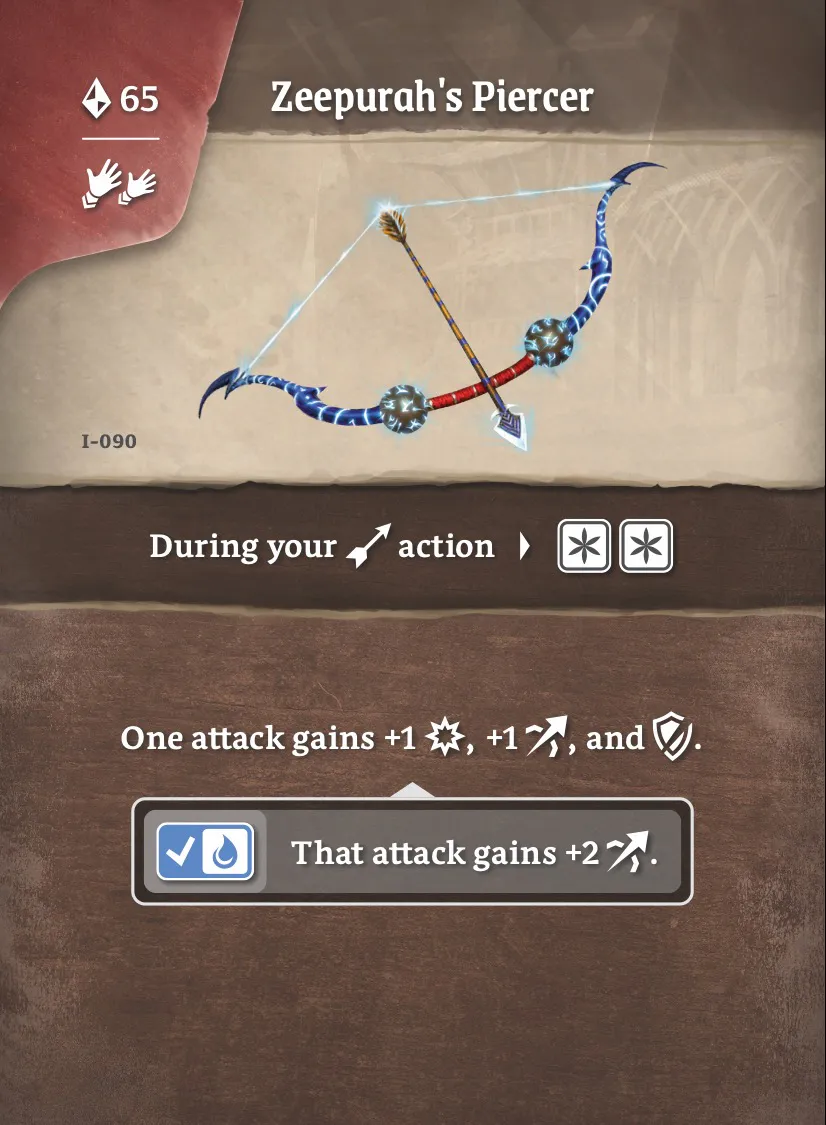 65
Zeepurah's Piercer
I-090
During your action
One attack gains +1 , +1 , and .
That attack gains +2 .